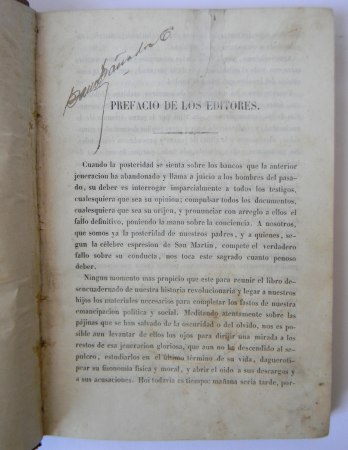 PREFACIO DE LOS EDITORES.
Cuando la posteridad se sienta sobre los bancos que la anterior
jeneracion ha abandonado y llama a juicio a los hombres del pasa-
do, su deber es interrogar imparcialmente a todos los testigos,
cualesquiera que sea su opinion; compulsar todos los documentos,
cualesquiera que sea su oríjen, y pronunciar con arreglo a ellos el
fallo definitivo, poniendo la mano sobre la conciencia. A nosotros,
que somos ya la posteridad de nuestros padres, y a quienes, se-
gun la célebre espresion de San Martin, compete el verdadero
fallo sobre su conducta, nos toca este sagrado cuanto penoso
deber.
Ningun momento mas propicio que este para reunir el libro de-
sencuadernado de nuestra historia revolucionaria y legar a nuestros
hijos los materiales necesarios para completar los fastos de nuestra
emancipacion política y social. Meditando atentamente sobre las
pájinas que se han salvado de la oscuridad o del olvido, nos es po-
sible aun levantar de ellos los ojos para dirijir una mirada a los
restos de esa jeneracion gloriosa, que aún no ha descendido al se-
pulcro, estudiarlos en el último término de su vida, daguerroti-
pear su fisonomía física y moral, y abrir el oido a sus descargos y
a sus acusaciones. Hoi todavía es tiempo: mañana sería tarde, por-